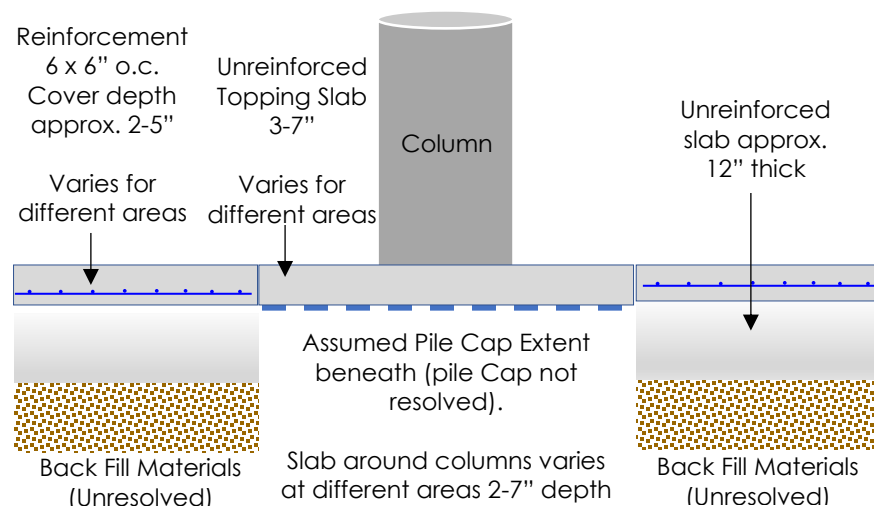 Reinforcement
6 x 6” o.c.
Cover depth
approx. 2-5”
Varies for
different areas
Unreinforced
Topping Slab
3-7”
Varies for
different areas
Column
Unreinforced
slab approx.
12” thick
Assumed Pile Cap Extent
beneath (pile Cap not
resolved).
Back Fill Materials
(Unresolved)
Slab around columns varies
at different areas 2-7” depth
Back Fill Materials
(Unresolved)